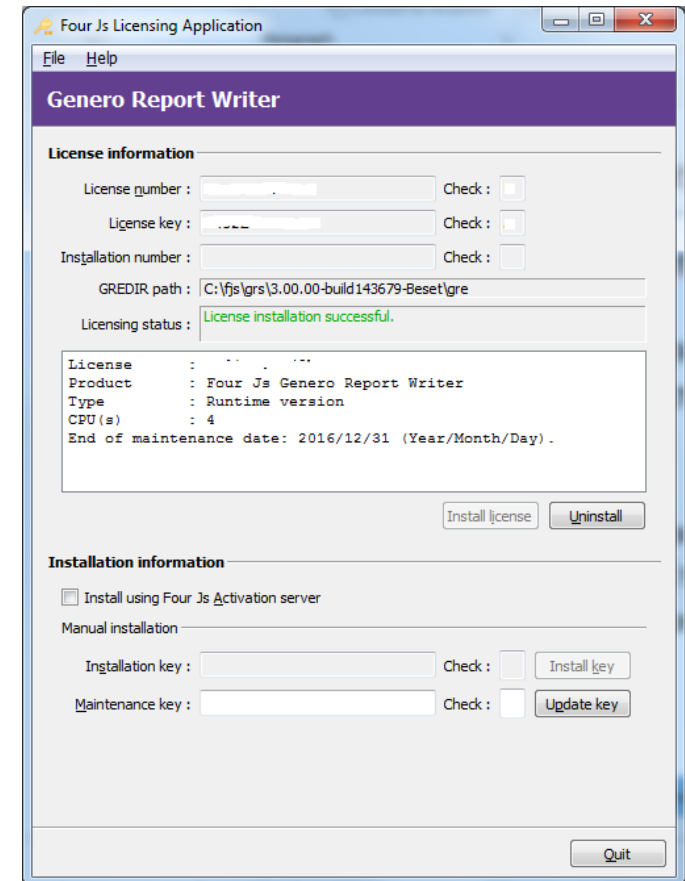 Four Js Licensing Application
File Help
Genero Report Writer
License information
License number : Check :
License key : Check :
Installation number : Check :
GREDIR path : C:\fjs\grs\3.00.00-build143679-Beset\gre
Licensing status : License installation successful.
License :
Product : Four Js Genero Report Writer
Type : Runtime version
CPU(s) : 4
End of maintenance date: 2016/12/31 (Year/Month/Day).
Install license Uninstall
Installation information
Install using Four Js Activation server
Manual installation
Installation key : Check : Install key
Maintenance key : Check : Update key
Quit